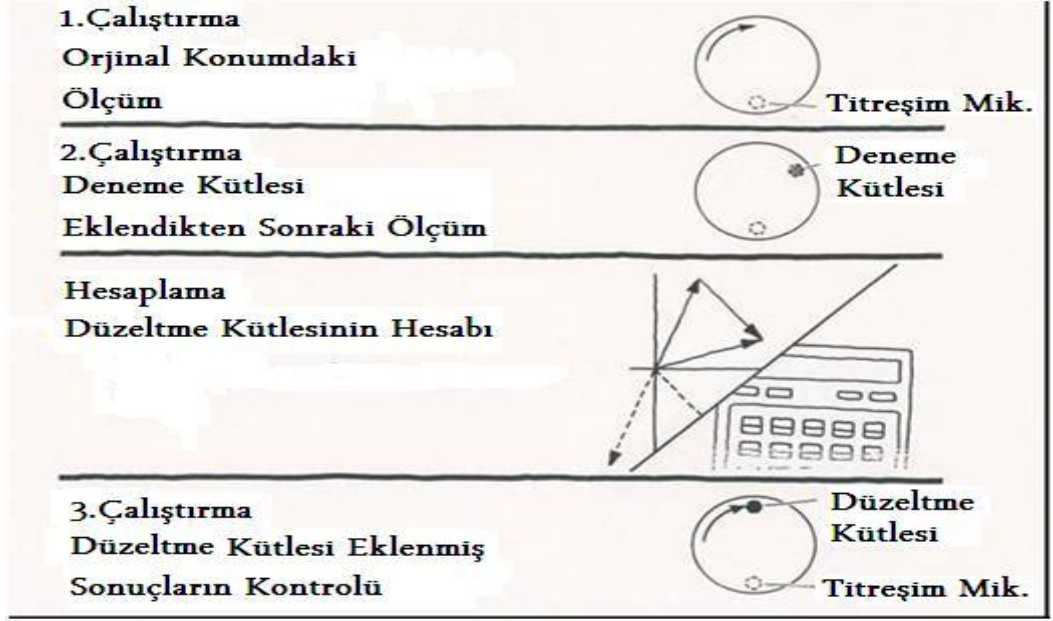 1.Çalıştırma
Orjinal Konumdaki
Ölçüm
Titreşim Mik.
2.Çalıştırma
Deneme Kütlesi
Eklendikten Sonraki Ölçüm
Deneme
Kütlesi
Hesaplama
Düzeltme Kütlesinin Hesabı
3.Çalıştırma
Düzeltme Kütlesi Eklenmiş
Sonuçların Kontrolü
Düzeltme
Kütlesi
Titreşim Mik.